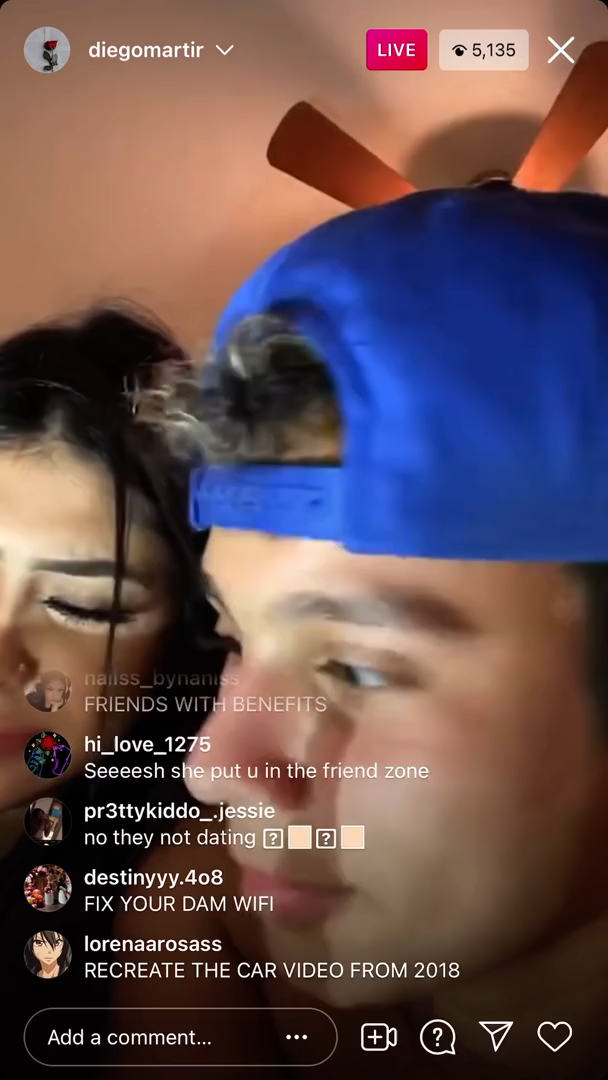 diegomartir
LIVE
5,135
nailss_bynaniss
FRIENDS WITH BENEFITS
hi_love_1275
Seeeesh she put u in the friend zone
pr3ttykiddo_.jessie
no they not dating
destinyyy.4o8
FIX YOUR DAM WIFI
lorenaarosass
RECREATE THE CAR VIDEO FROM 2018
Add a comment...